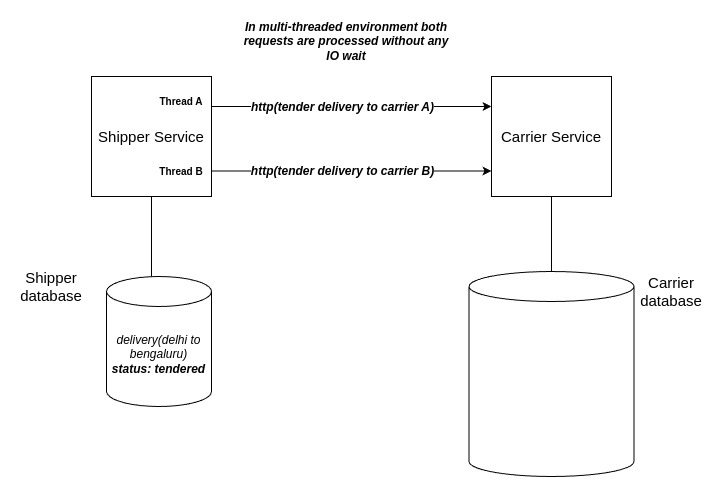 In multi-threaded environment both
requests are processed without any
IO wait
Thread A
http(tender delivery to carrier A)
Shipper Service
Carrier Service
Thread B
http(tender delivery to carrier B)
Shipper
database
Carrier
database
delivery(delhi to
bengaluru)
status: tendered